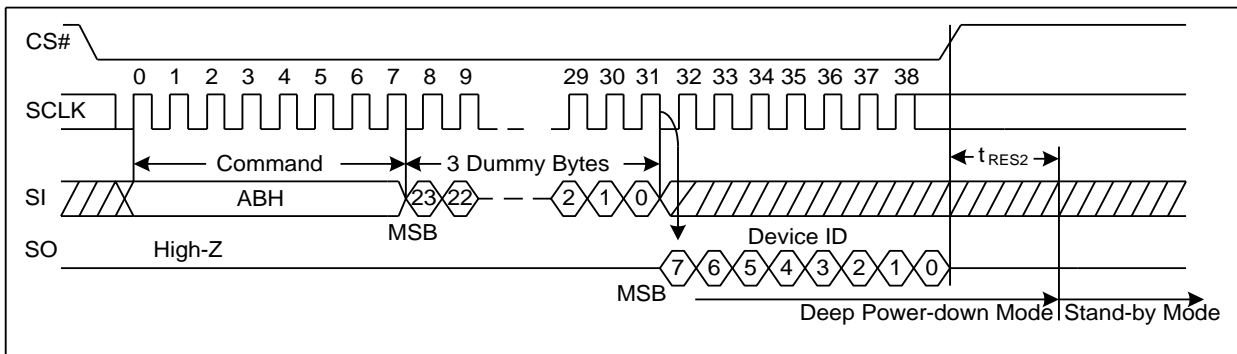 CS#
0 1 2 3 4 5 6 7 8 9 29 30 31 32 33 34 35 36 37 38
SCLK
Command 3 Dummy Bytes tRES2
SI ABH 23 22 2 1 0
MSB
SO High-Z Device ID
7 6 5 4 3 2 1 0
MSB
Deep Power-down Mode Stand-by Mode